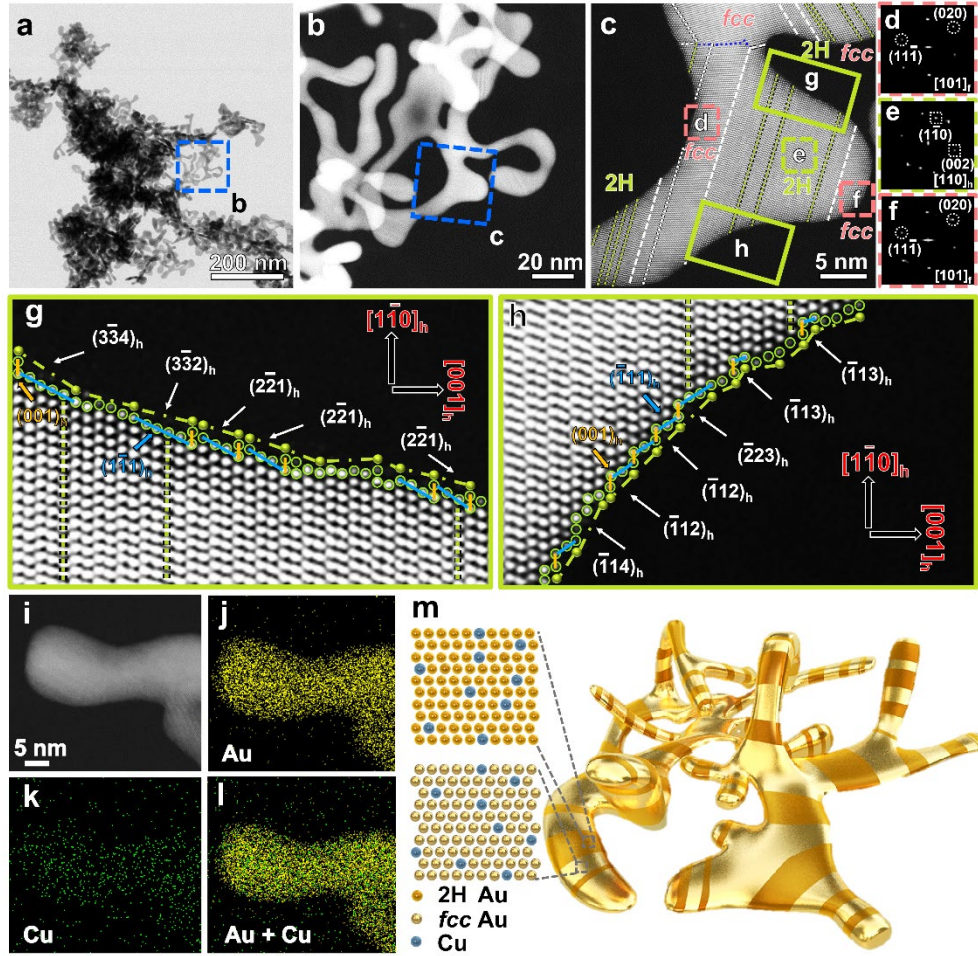 a
b
200 nm
b
c
20 nm
c
fcc
2H
fcc
g
d
fcc
e
2H
2H
f
fcc
h
5 nm
d
(020)
(11̄1̄)
[101]f
e
(1̄10)
(002)
[110]h
f
(020)
(11̄1̄)
[101]f
g
(33̄4)h
(33̄2)h
(22̄1)h
(22̄1)h
(22̄1)h
(001)h
(11̄1)h
[11̄0]h
[001]h
h
(1̄13)h
(1̄13)h
(1̄11)h
(001)h
(2̄23)h
(1̄12)h
(1̄12)h
(1̄14)h
[11̄0]h
[001]h
i
5 nm
j
Au
k
Cu
l
Au + Cu
m
2H Au
fcc Au
Cu